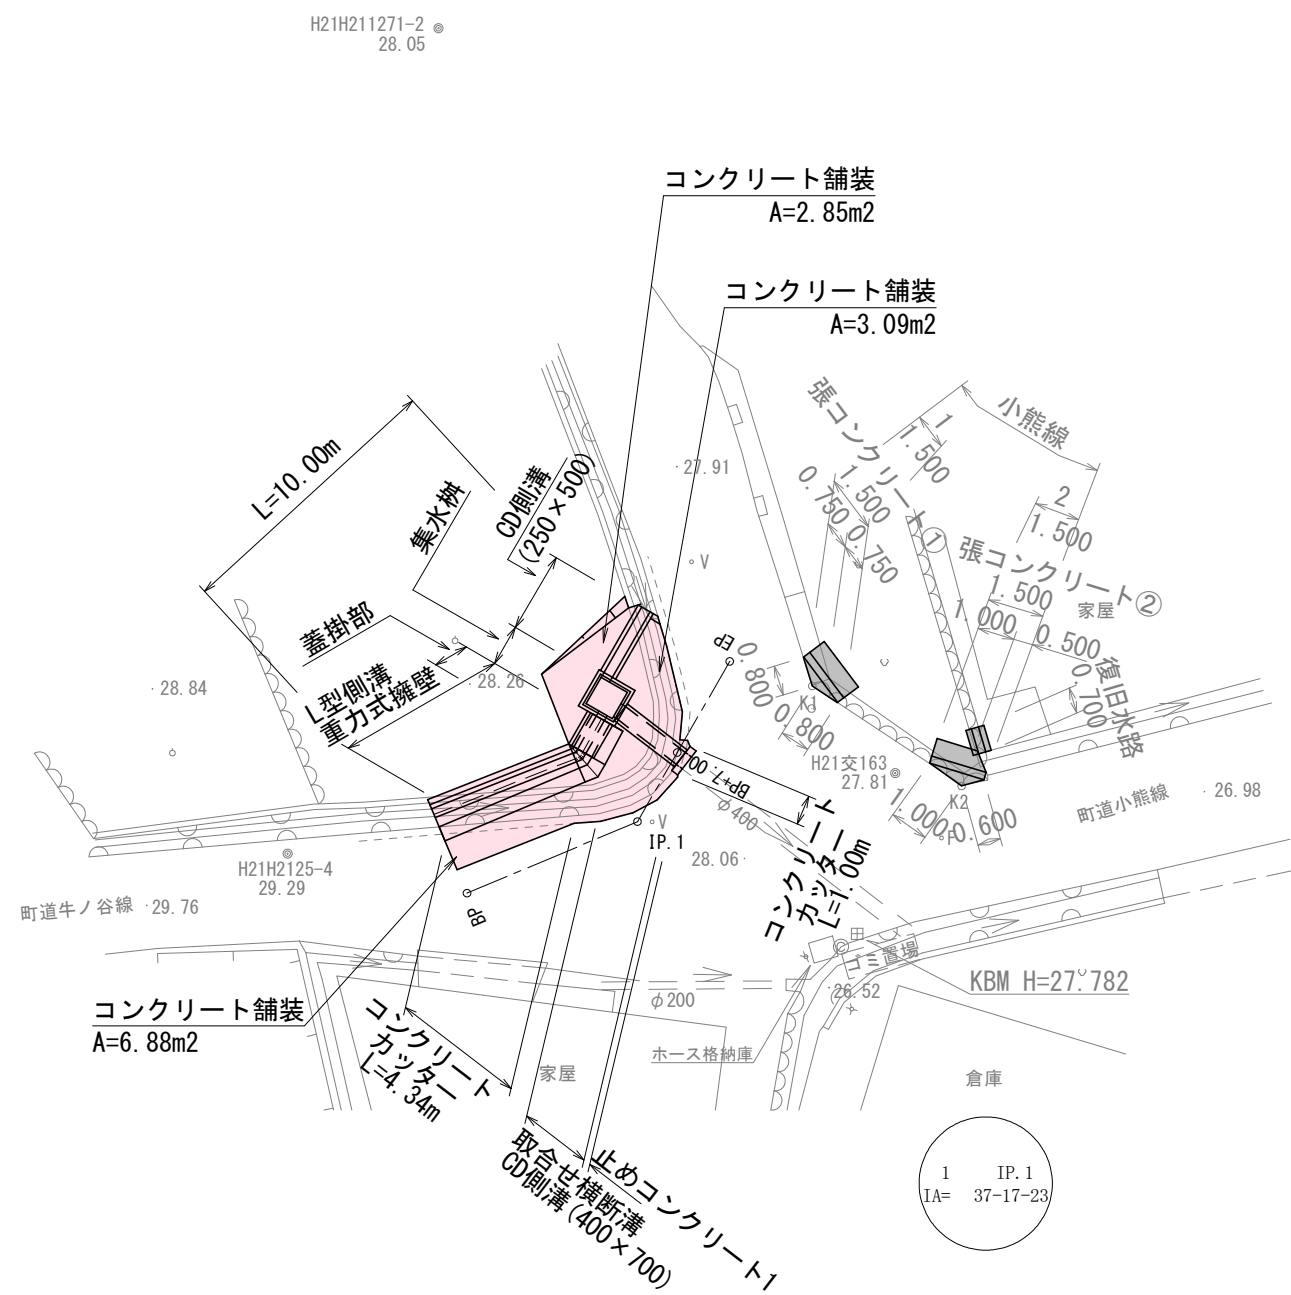 H21H211271-2
28.05
コンクリート舗装
A=2.85m2
コンクリート舗装
A=3.09m2
L=10.00m
集水桝
CD側溝
(250×500)
蓋掛部
L型側溝
重力式擁壁
27.91
V
28.84
28.26
張コンクリート①
1
1.500
小熊線
2
1.500
0.750
1.500
0.750
張コンクリート②
1.500
1.000
0.500
家屋
0.700
復旧水路
EP
0.800
0.800
K1
H21交163
27.81
K2
1.000
0.600
P
町道小熊線
26.98
BP+7.00
φ400
コンクリート
カッター
L=1.00m
V
IP.1
28.06
H21H2125-4
29.29
町道牛ノ谷線
29.76
BP
コンクリート舗装
A=6.88m2
コンクリート
カッター
L=4.34m
家屋
φ200
ゴミ置場
26.52
KBM H=27.782
ホース格納庫
倉庫
取合せ横断溝
CD側溝(400×700)
止めコンクリート1
1 IP.1
IA= 37-17-23